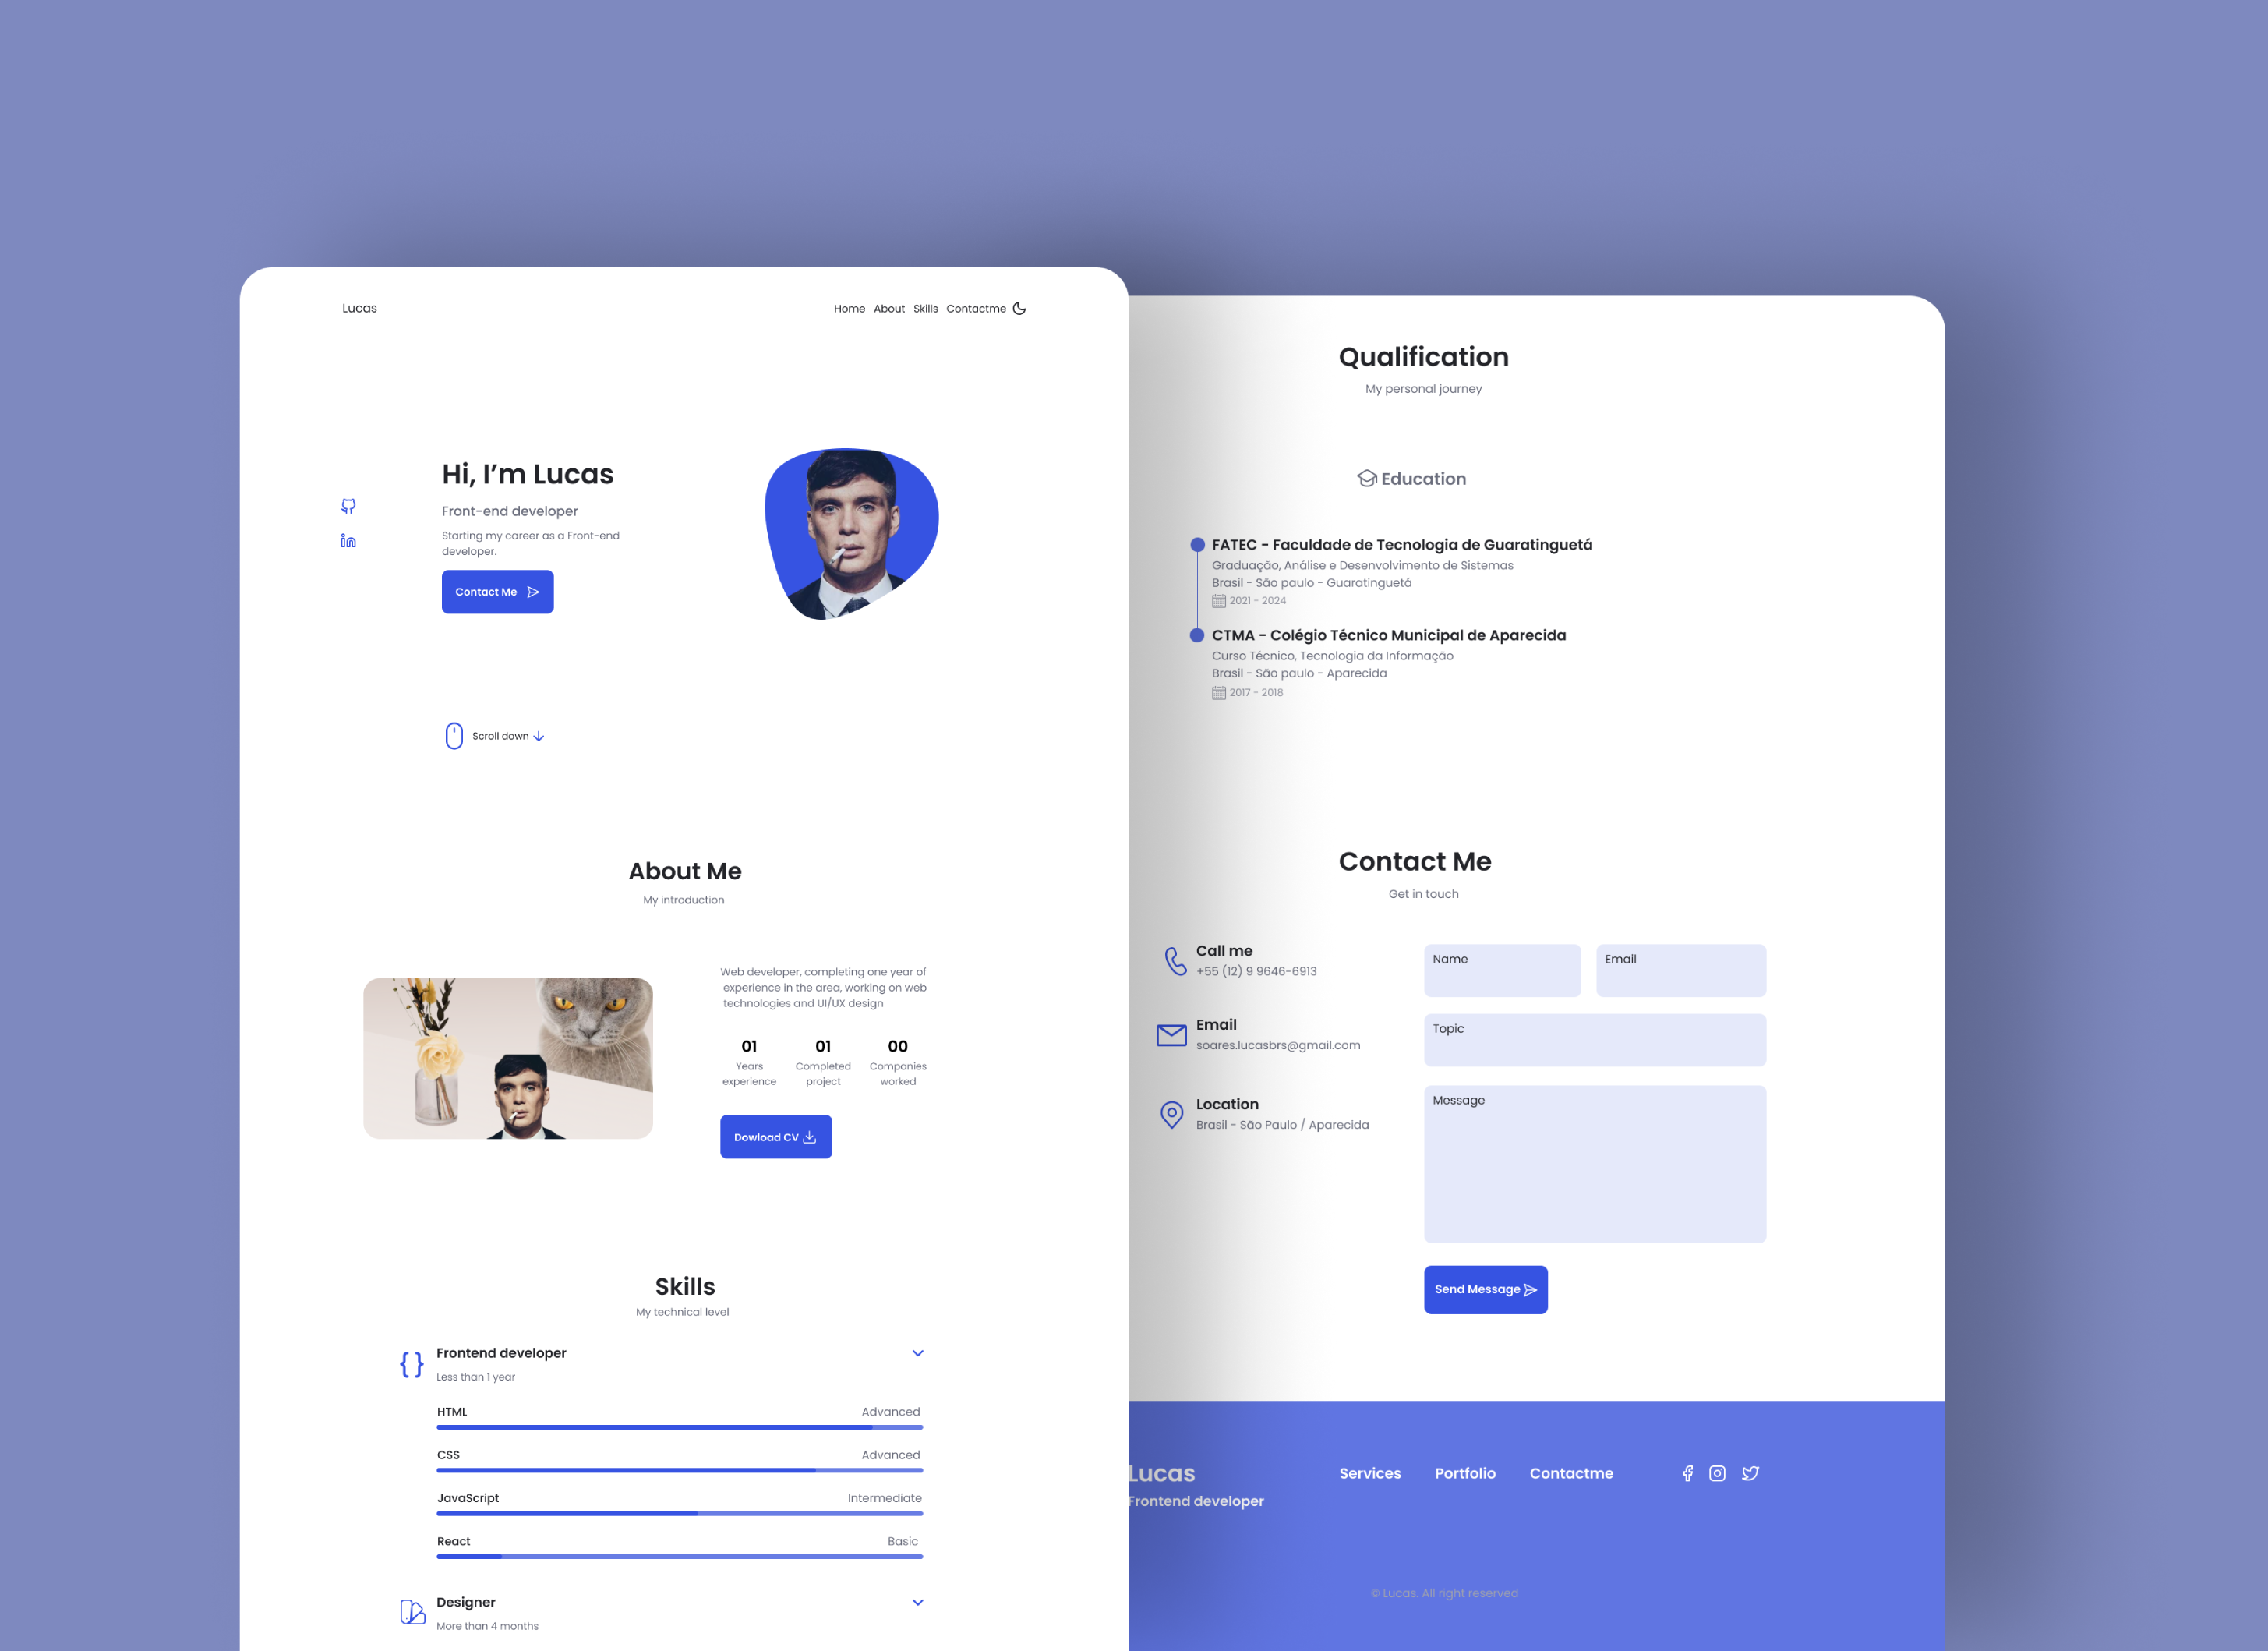 Lucas
Home About Skills Contactme
Hi, I'm Lucas
Front-end developer
Starting my career as a Front-end
developer.
Contact Me
Scroll down
About Me
My introduction
Web developer, completing one year of
experience in the area, working on web
technologies and UI/UX design
01 01 00
Years Completed Companies
experience project worked
Dowload CV
Skills
My technical level
Frontend developer
Less than 1 year
HTML Advanced
CSS Advanced
JavaScript Intermediate
React Basic
Designer
More than 4 months
Qualification
My personal journey
Education
FATEC - Faculdade de Tecnologia de Guaratinguetá
Graduação, Análise e Desenvolvimento de Sistemas
Brasil - São paulo - Guaratinguetá
2021 - 2024
CTMA - Colégio Técnico Municipal de Aparecida
Curso Técnico, Tecnologia da Informação
Brasil - São paulo - Aparecida
2017 - 2018
Contact Me
Get in touch
Call me
+55 (12) 9 9646-6913
Email
soares.lucasbrs@gmail.com
Location
Brasil - São Paulo / Aparecida
Name Email
Topic
Message
Send Message
Lucas
Frontend developer
Services Portfolio Contactme
© Lucas. All right reserved